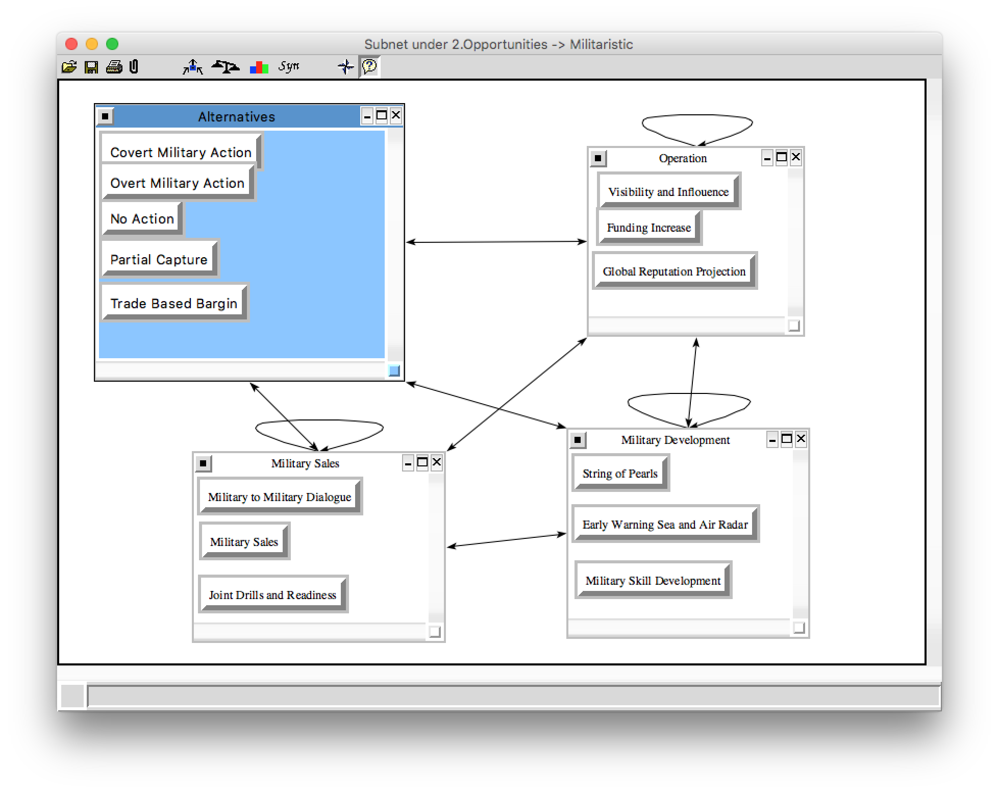 Subnet under 2.Opportunities -> Militaristic
Syn
Alternatives
Covert Military Action
Overt Military Action
No Action
Partial Capture
Trade Based Bargin
Operation
Visibility and Inflouence
Funding Increase
Global Reputation Projection
Military Sales
Military to Military Dialogue
Military Sales
Joint Drills and Readiness
Military Development
String of Pearls
Early Warning Sea and Air Radar
Military Skill Development